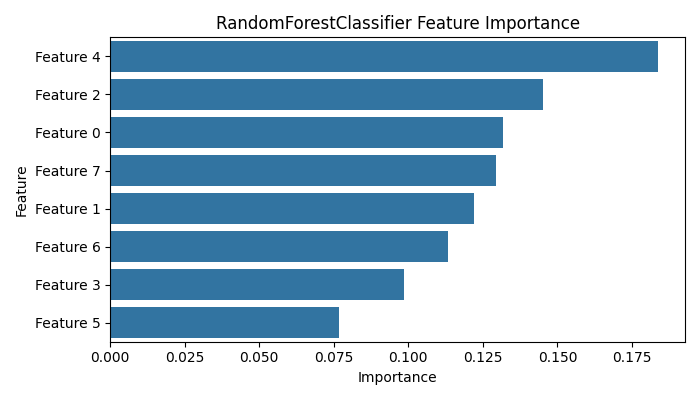 RandomForestClassifier Feature Importance
Feature
Feature 4
Feature 2
Feature 0
Feature 7
Feature 1
Feature 6
Feature 3
Feature 5
0.000 0.025 0.050 0.075 0.100 0.125 0.150 0.175
Importance